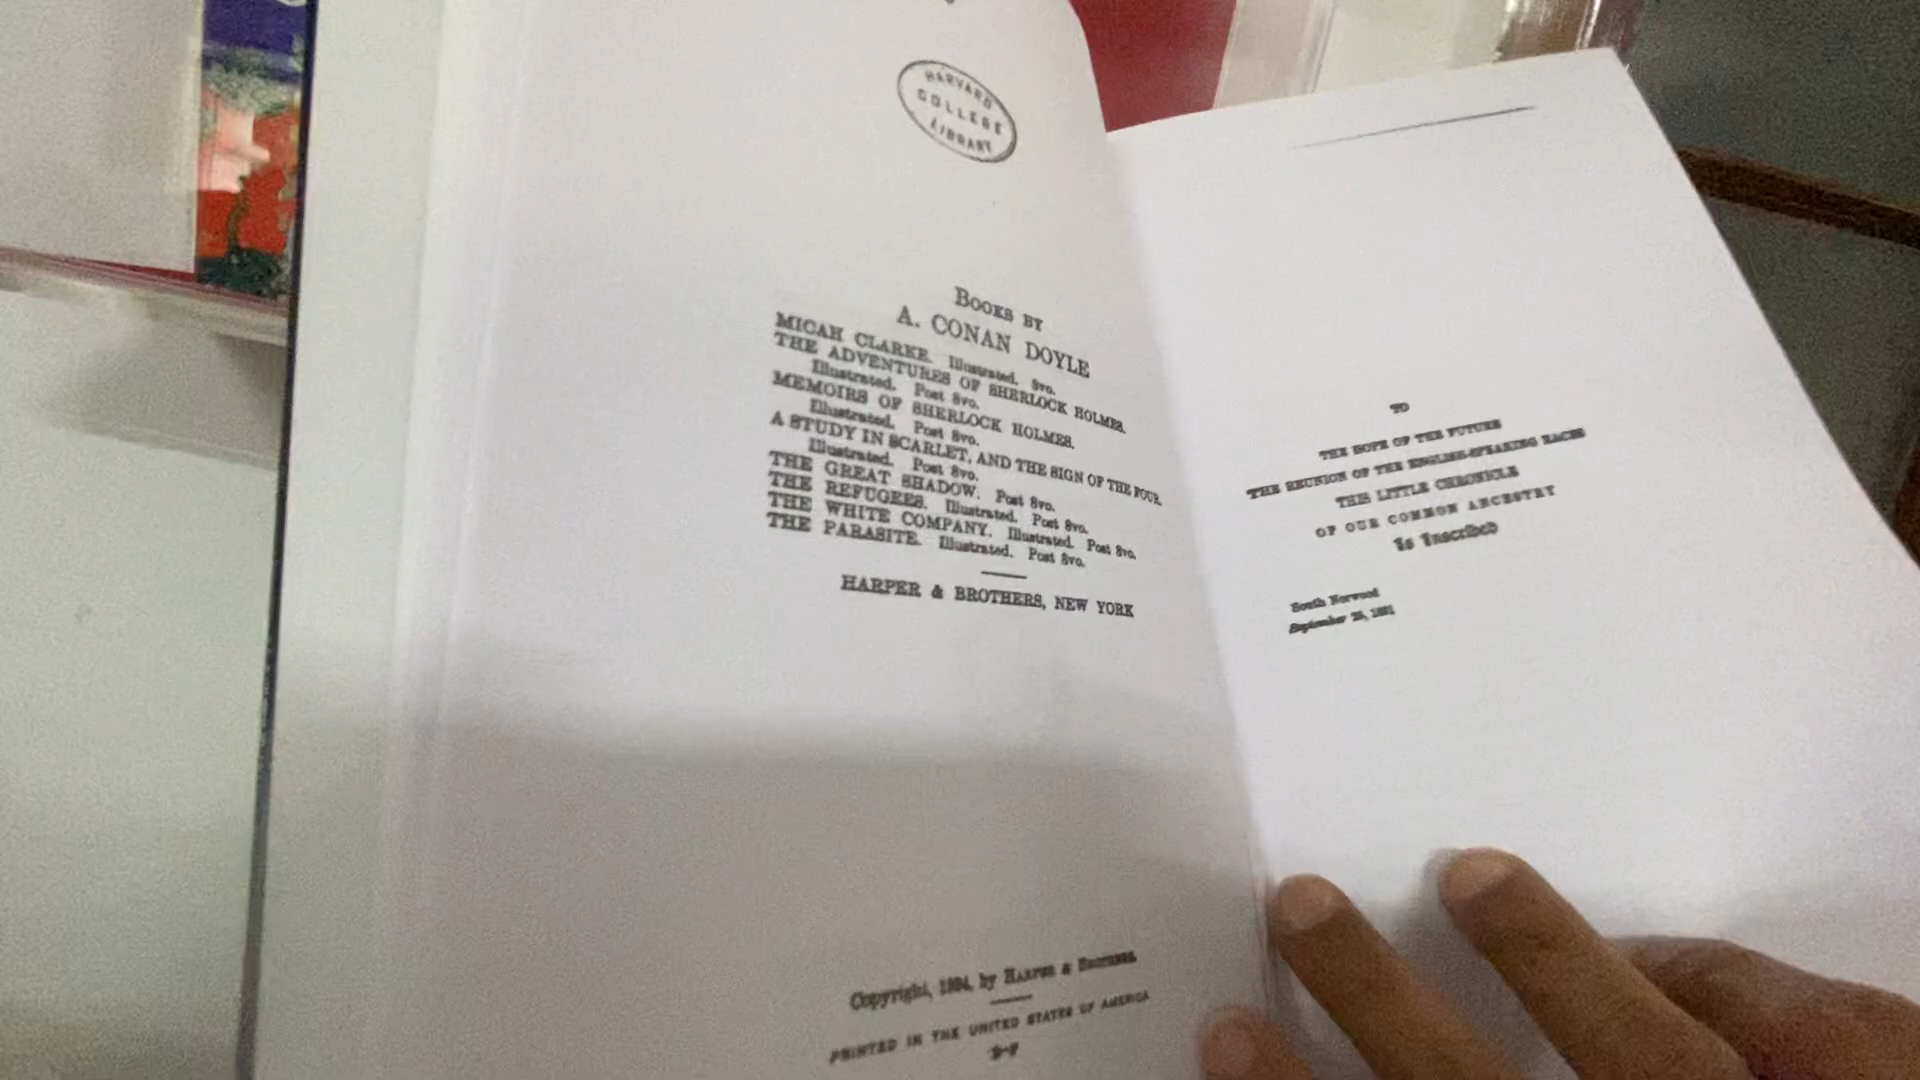 HARVARD
COLLEGE
LIBRARY
BOOKS BY
A. CONAN DOYLE
MICAH CLARKE. Illustrated. 8vo.
THE ADVENTURES OF SHERLOCK HOLMES.
Illustrated. Post 8vo.
MEMOIRS OF SHERLOCK HOLMES.
Illustrated. Post 8vo.
A STUDY IN SCARLET, AND THE SIGN OF THE FOUR.
Illustrated. Post 8vo.
THE GREAT SHADOW. Post 8vo.
THE REFUGEES. Illustrated. Post 8vo.
THE WHITE COMPANY. Illustrated. Post 8vo.
THE PARASITE. Illustrated. Post 8vo.
HARPER & BROTHERS, NEW YORK
Copyright, 1894, by HARPER & BROTHERS.
PRINTED IN THE UNITED STATES OF AMERICA
TO
THE HOPE OF THE FUTURE
THE REUNION OF THE ENGLISH-SPEAKING RACES
THIS LITTLE CHRONICLE
OF OUR COMMON ANCESTRY
Is Inscribed
South Norwood
September 1891